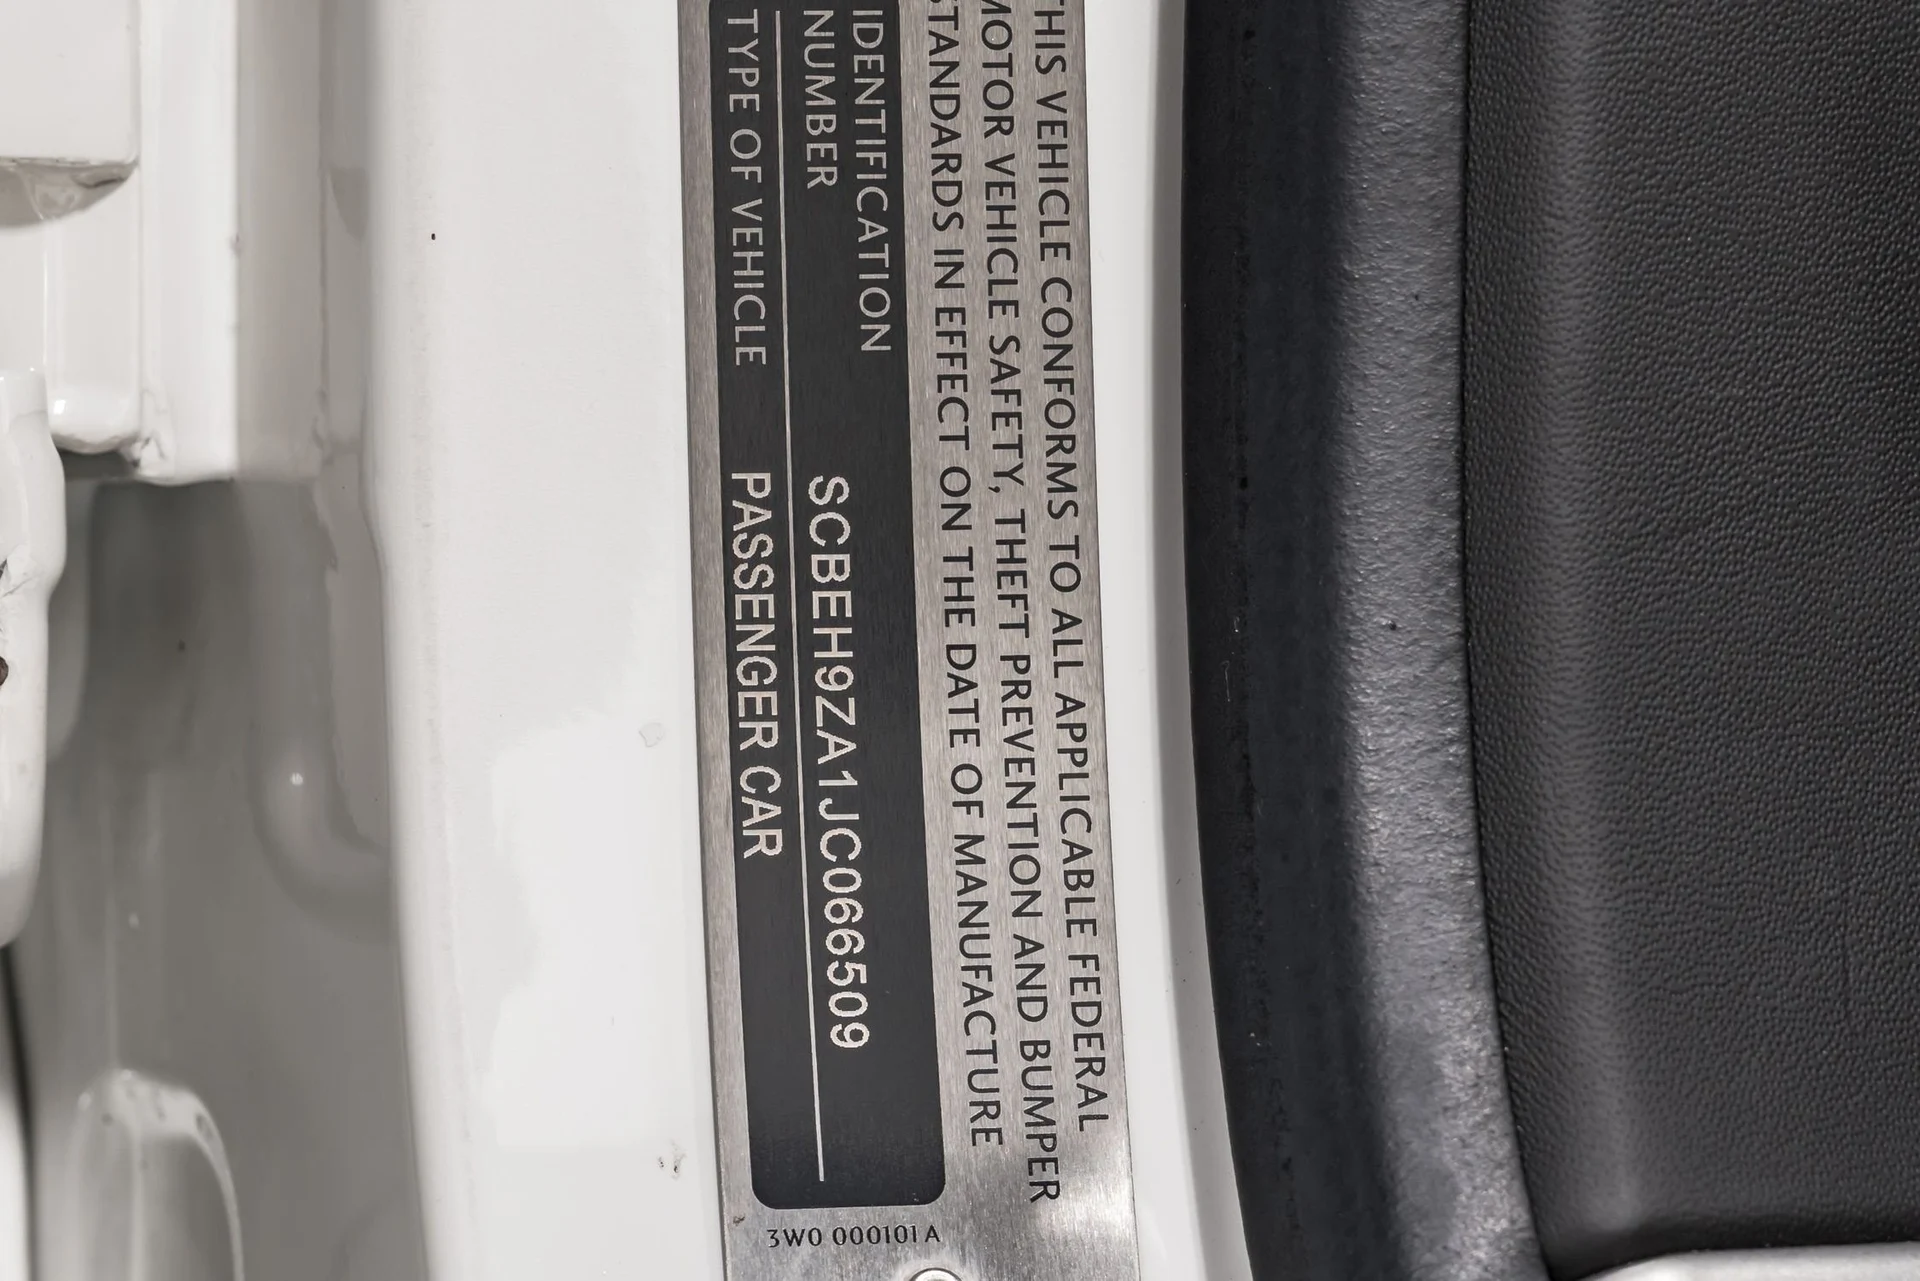 THIS VEHICLE CONFORMS TO ALL APPLICABLE FEDERAL
MOTOR VEHICLE SAFETY, THEFT PREVENTION AND BUMPER
STANDARDS IN EFFECT ON THE DATE OF MANUFACTURE
IDENTIFICATION
NUMBER SCBEH9ZA1JC066509
TYPE OF VEHICLE PASSENGER CAR
3W0 000101 A